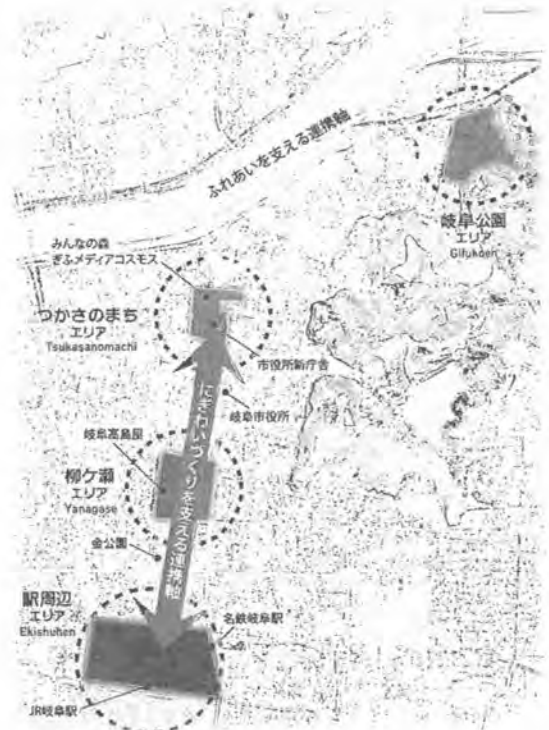 ふれあいを支える連携軸
岐阜公園
エリア
Gifukoen
みんなの森
ぎふメディアコスモス
つかさのまち
エリア
Tsukasanomachi
市役所新庁舎
岐阜市役所
にぎわいづくりを支える連携軸
岐阜高島屋
柳ケ瀬
エリア
Yanagase
金公園
駅周辺
エリア
Ekishuhen
名鉄岐阜駅
JR岐阜駅